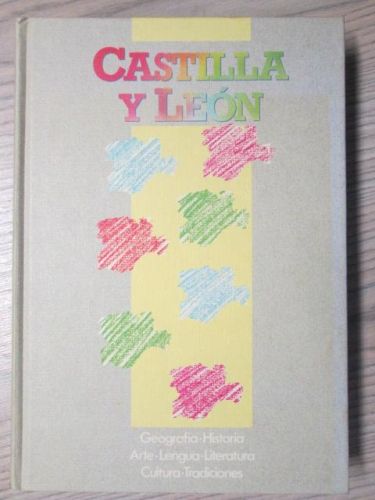 CASTILLA
Y LEÓN
Geografía·Historia
Arte·Lengua·Literatura
Cultura·Tradiciones